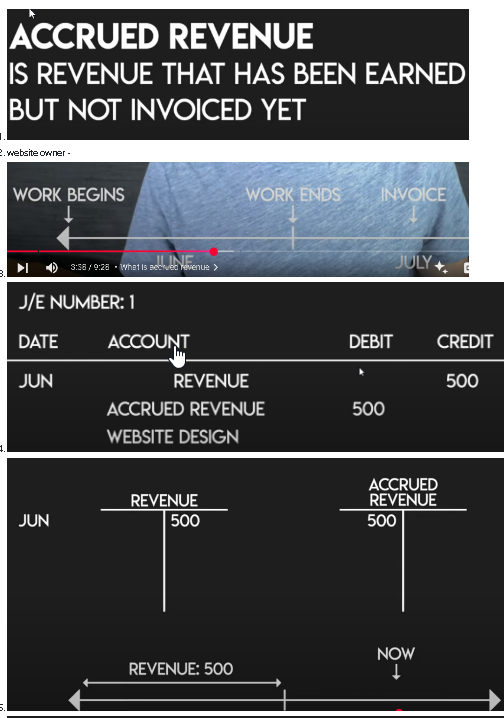 ACCRUED REVENUE
IS REVENUE THAT HAS BEEN EARNED
BUT NOT INVOICED YET
2. website owner -
WORK BEGINS WORK ENDS INVOICE
JUNE JULY
3:38 / 9:28 • What is accrued revenue >
3.
J/E NUMBER: 1
DATE ACCOUNT DEBIT CREDIT
JUN REVENUE 500
ACCRUED REVENUE 500
WEBSITE DESIGN
4.
REVENUE ACCRUED REVENUE
JUN 500 500
NOW
REVENUE: 500
5.